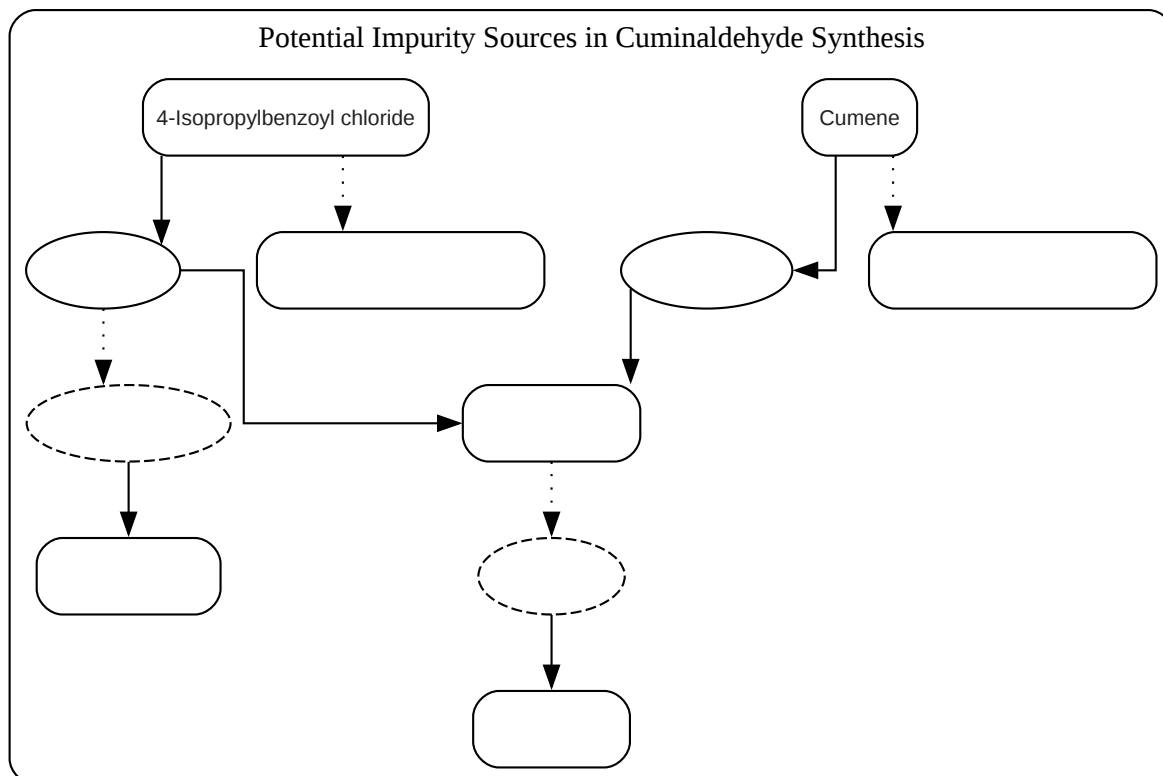 Potential Impurity Sources in Cuminaldehyde Synthesis
4-Isopropylbenzoyl chloride
Cumene